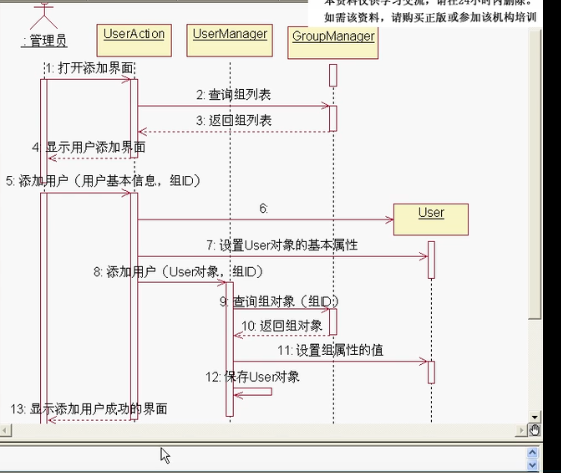 本资料仅供学习交流，请在24小时内删除。
如需该资料，请购买正版或参加该机构培训
: 管理员
UserAction
UserManager
GroupManager
1: 打开添加界面
2: 查询组列表
3: 返回组列表
4: 显示用户添加界面
5: 添加用户（用户基本信息，组ID）
6:
User
7: 设置User对象的基本属性
8: 添加用户（User对象，组ID）
9: 查询组对象（组ID）
10: 返回组对象
11: 设置组属性的值
12: 保存User对象
13: 显示添加用户成功的界面